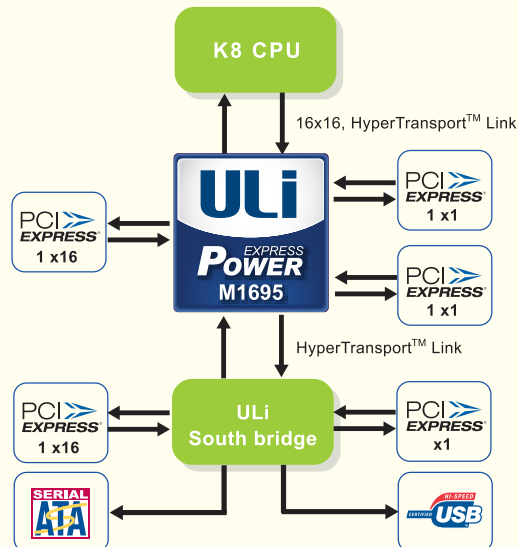 K8 CPU
16x16, HyperTransport™ Link
ULi
EXPRESS
POWER
M1695
PCI
EXPRESS®
1 x16
PCI
EXPRESS®
1 x1
PCI
EXPRESS®
1 x1
HyperTransport™ Link
PCI
EXPRESS®
1 x16
ULi
South bridge
PCI
EXPRESS®
x1
SERIAL
ATA
HI-SPEED
CERTIFIED USB